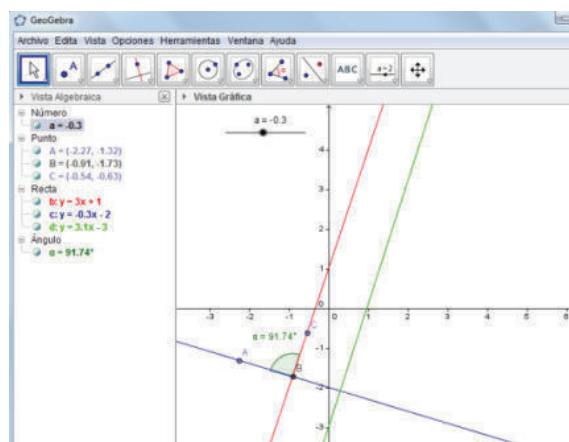 GeoGebra
Archivo Edita Vista Opciones Herramientas Ventana Ayuda
A
ABC
a=2
Vista Algebraica
Número
a = -0.3
Punto
A = (-2.27, -1.32)
B = (-0.91, -1.73)
C = (-0.54, -0.63)
Recta
b: y = 3x + 1
c: y = -0.3x - 2
d: y = 3.1x - 3
Ángulo
α = 91.74°
Vista Gráfica
a = -0.3
4
3
2
1
-3 -2 -1 0 0 1 2 3 4 5 6
C
α = 91.74°
-1
A
B
-2
-3